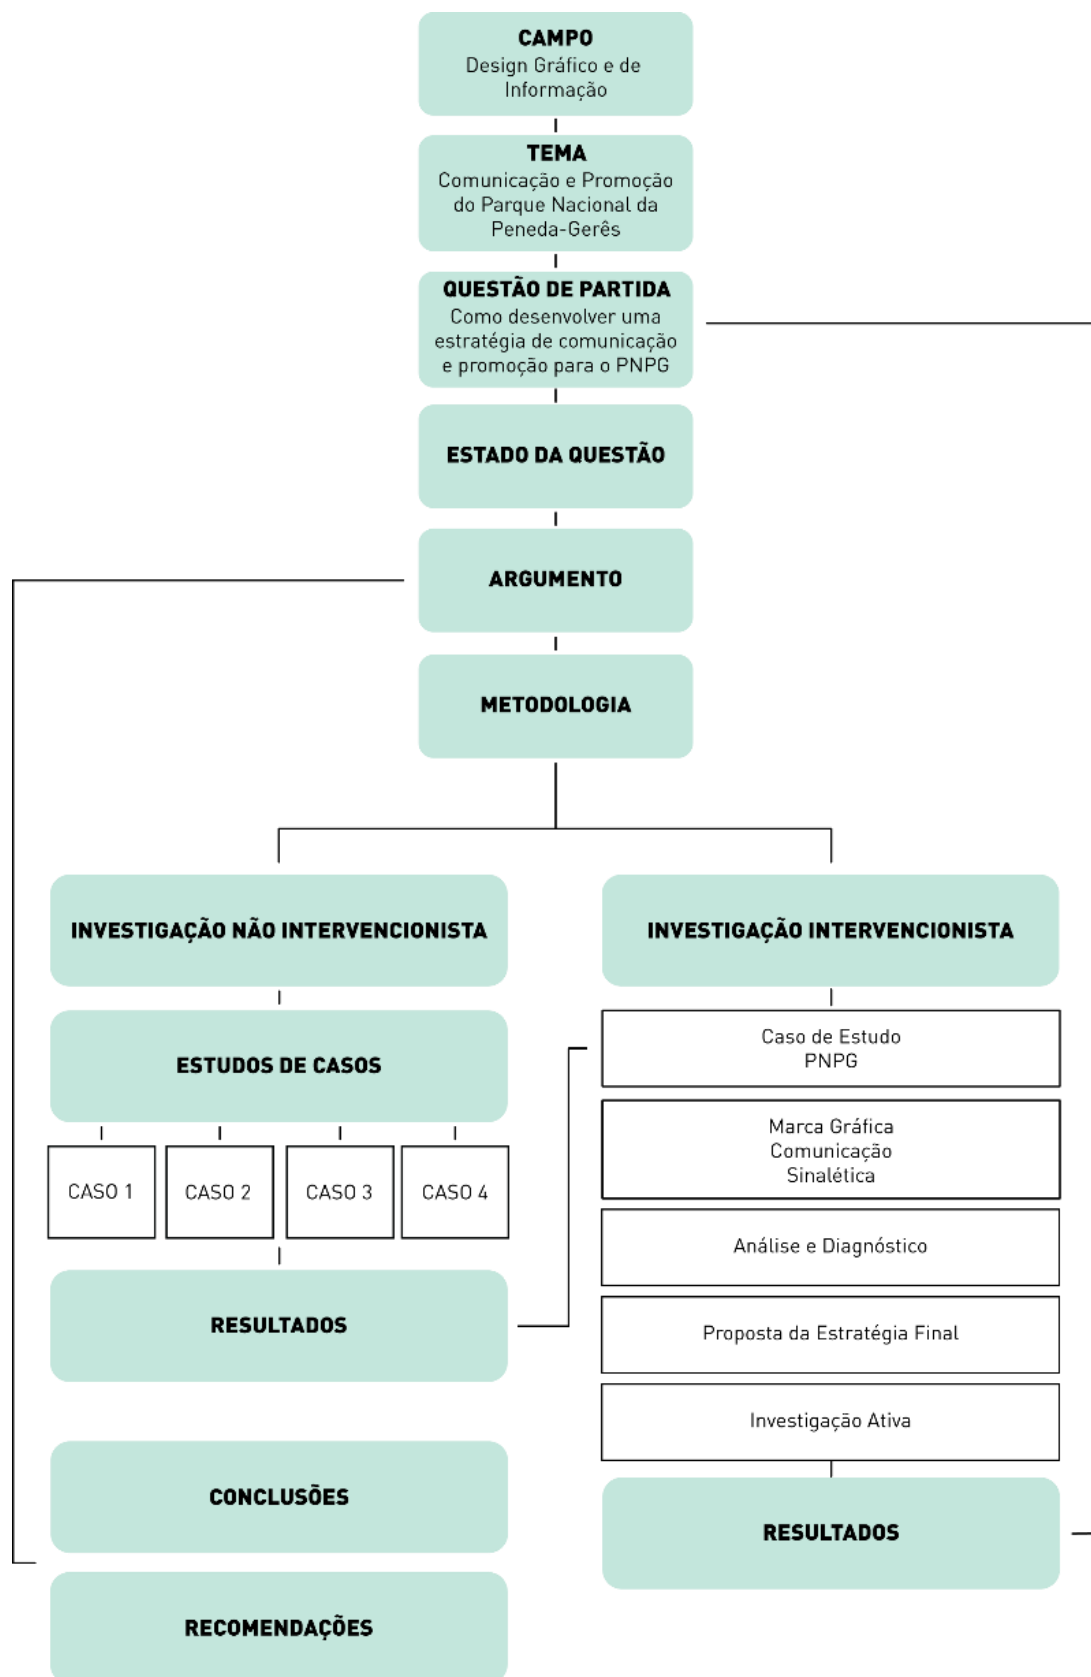 CAMPO
Design Gráfico e de
Informação
TEMA
Comunicação e Promoção
do Parque Nacional da
Peneda-Gerês
QUESTÃO DE PARTIDA
Como desenvolver uma
estratégia de comunicação
e promoção para o PNPG
ESTADO DA QUESTÃO
ARGUMENTO
METODOLOGIA
INVESTIGAÇÃO NÃO INTERVENCIONISTA
ESTUDOS DE CASOS
CASO 1
CASO 2
CASO 3
CASO 4
RESULTADOS
CONCLUSÕES
RECOMENDAÇÕES
INVESTIGAÇÃO INTERVENCIONISTA
Caso de Estudo
PNPG
Marca Gráfica
Comunicação
Sinalética
Análise e Diagnóstico
Proposta da Estratégia Final
Investigação Ativa
RESULTADOS